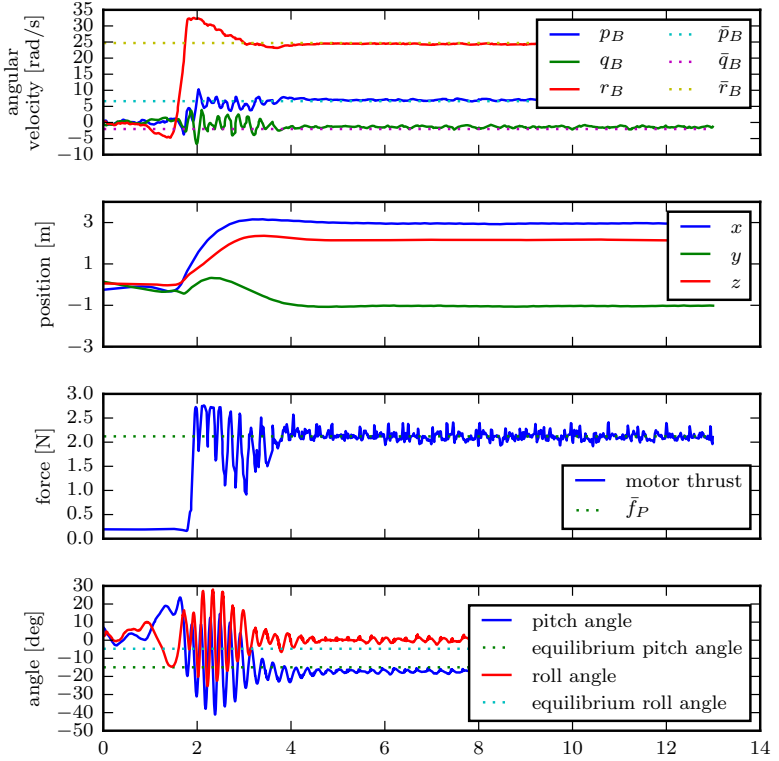 angular
velocity [rad/s]
35
30
25
20
15
10
5
0
−5
−10
p_B
q_B
r_B
p̄_B
q̄_B
r̄_B
position [m]
3
1
−1
−3
x
y
z
force [N]
3.0
2.5
2.0
1.5
1.0
0.5
0.0
motor thrust
f̄_P
angle [deg]
30
20
10
0
−10
−20
−30
−40
−50
pitch angle
equilibrium pitch angle
roll angle
equilibrium roll angle
0 2 4 6 8 10 12 14